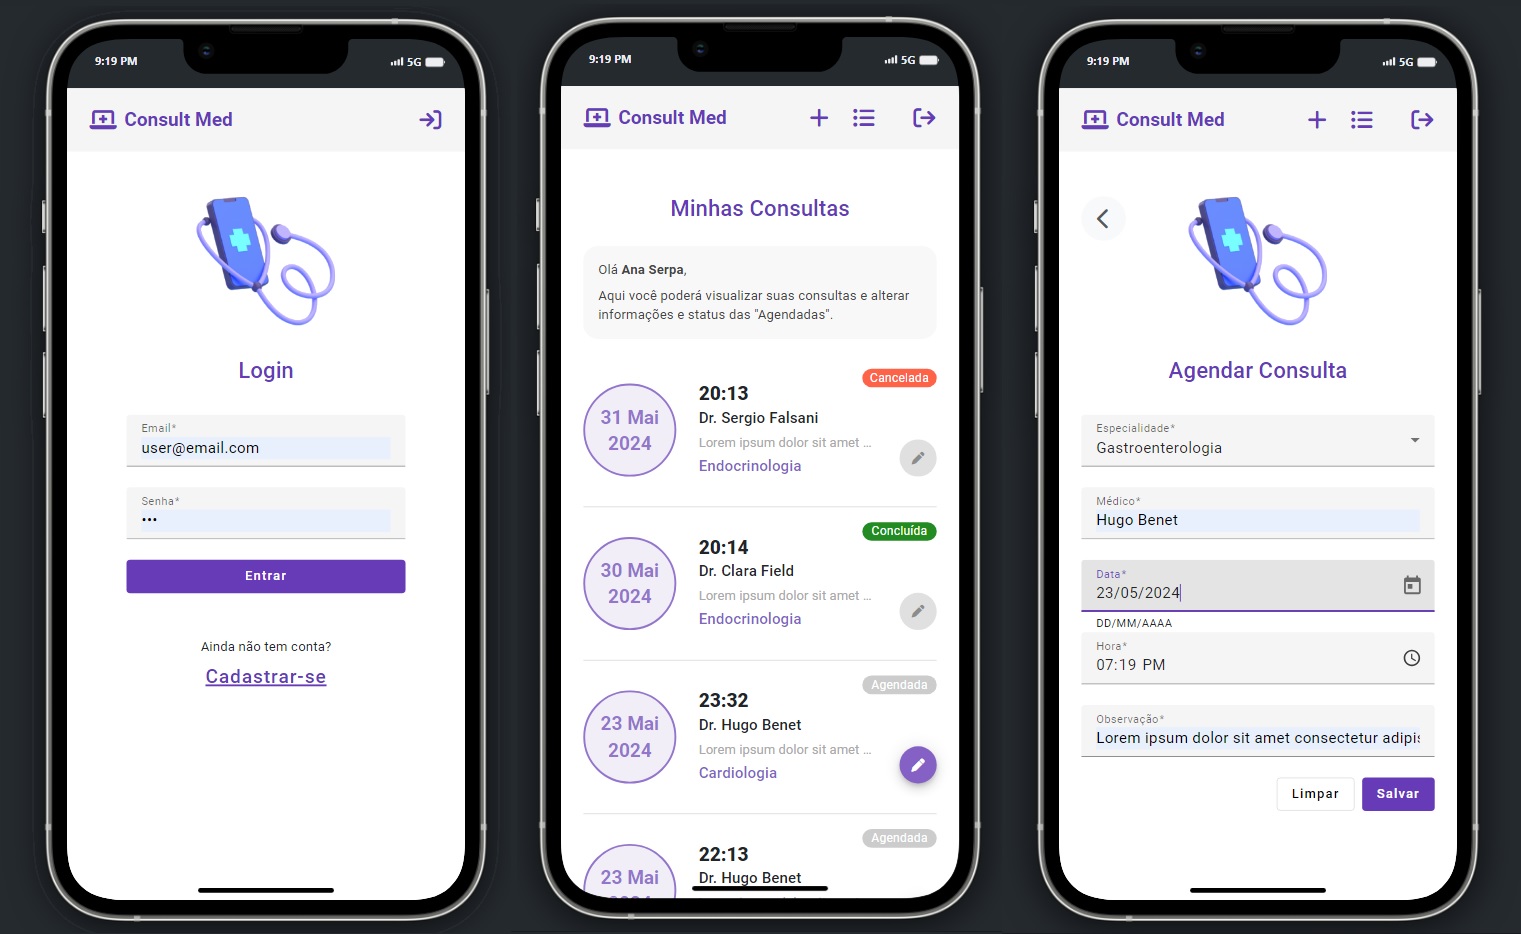 9:19 PM
5G
Consult Med
Login
Email*
user@email.com
Senha*
•••
Entrar
Ainda não tem conta?
Cadastrar-se
9:19 PM
5G
Consult Med
Minhas Consultas
Olá Ana Serpa,
Aqui você poderá visualizar suas consultas e alterar
informações e status das "Agendadas".
Cancelada
31 Mai
2024
20:13
Dr. Sergio Falsani
Lorem ipsum dolor sit amet ...
Endocrinologia
Concluída
30 Mai
2024
20:14
Dr. Clara Field
Lorem ipsum dolor sit amet ...
Endocrinologia
Agendada
23 Mai
2024
23:32
Dr. Hugo Benet
Lorem ipsum dolor sit amet ...
Cardiologia
Agendada
23 Mai
22:13
Dr. Hugo Benet
9:19 PM
5G
Consult Med
Agendar Consulta
Especialidade*
Gastroenterologia
Médico*
Hugo Benet
Data*
23/05/2024
DD/MM/AAAA
Hora*
07:19 PM
Observação*
Lorem ipsum dolor sit amet consectetur adipis
Limpar
Salvar